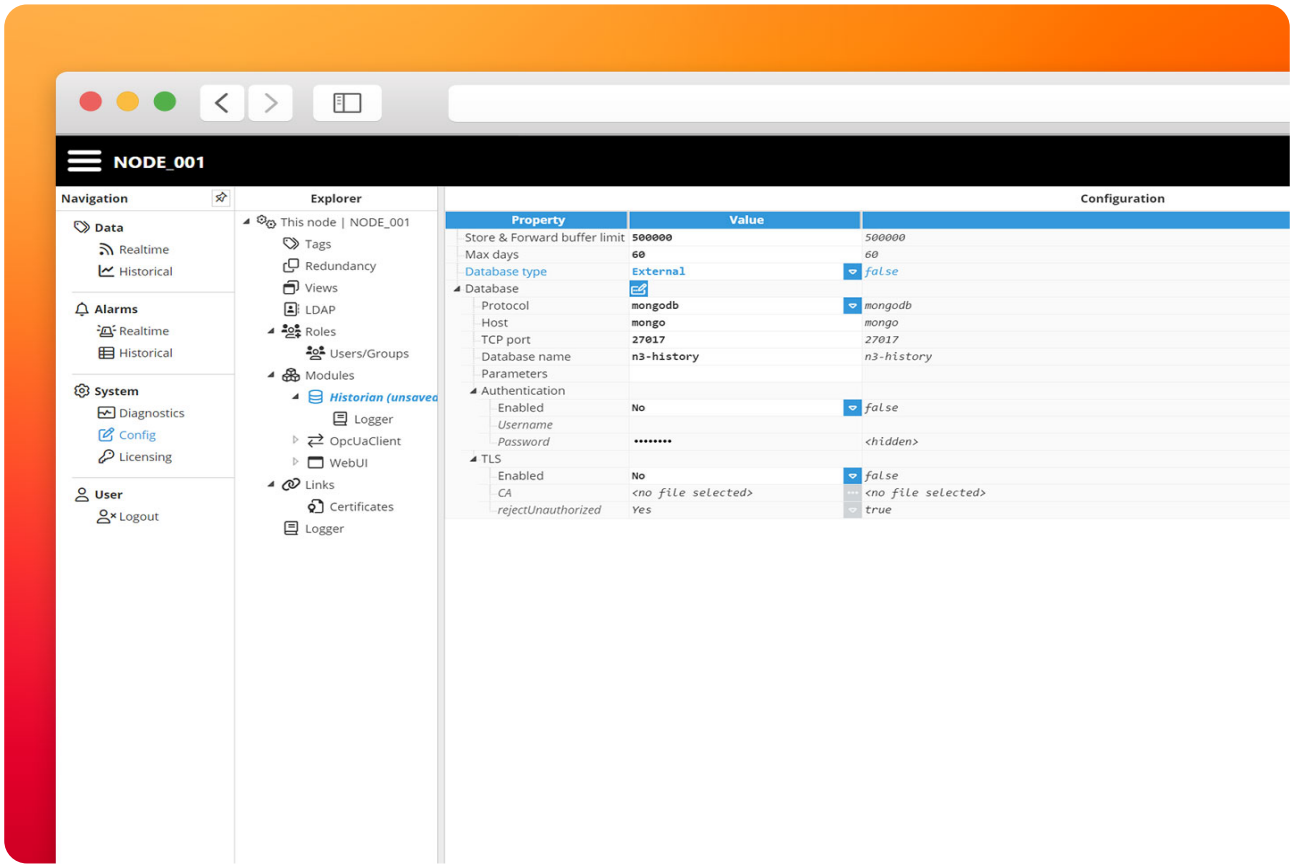 NODE_001
Navigation
Data
Realtime
Historical
Alarms
Realtime
Historical
System
Diagnostics
Config
Licensing
User
Logout
Explorer
This node | NODE_001
Tags
Redundancy
Views
LDAP
Roles
Users/Groups
Modules
Historian (unsaved
Logger
OpcUaClient
WebUI
Links
Certificates
Logger
Configuration
Property Value
Store & Forward buffer limit 500000 500000
Max days 60 60
Database type External false
Database
Protocol mongodb mongodb
Host mongo mongo
TCP port 27017 27017
Database name n3-history n3-history
Parameters
Authentication
Enabled No false
Username
Password •••••••• <hidden>
TLS
Enabled No false
CA <no file selected> <no file selected>
rejectUnauthorized Yes true